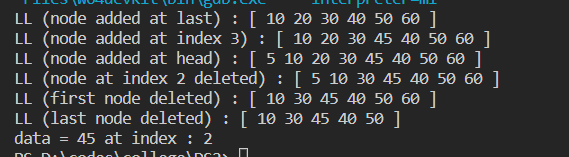 Files\w64devkit\bin\gdb.exe' '--interpreter=mi
LL (node added at last) : [ 10 20 30 40 50 60 ]
LL (node added at index 3) : [ 10 20 30 45 40 50 60 ]
LL (node added at head) : [ 5 10 20 30 45 40 50 60 ]
LL (node at index 2 deleted) : [ 5 10 30 45 40 50 60 ]
LL (first node deleted) : [ 10 30 45 40 50 60 ]
LL (last node deleted) : [ 10 30 45 40 50 ]
data = 45 at index : 2
PS D:\codes\college\DS2>